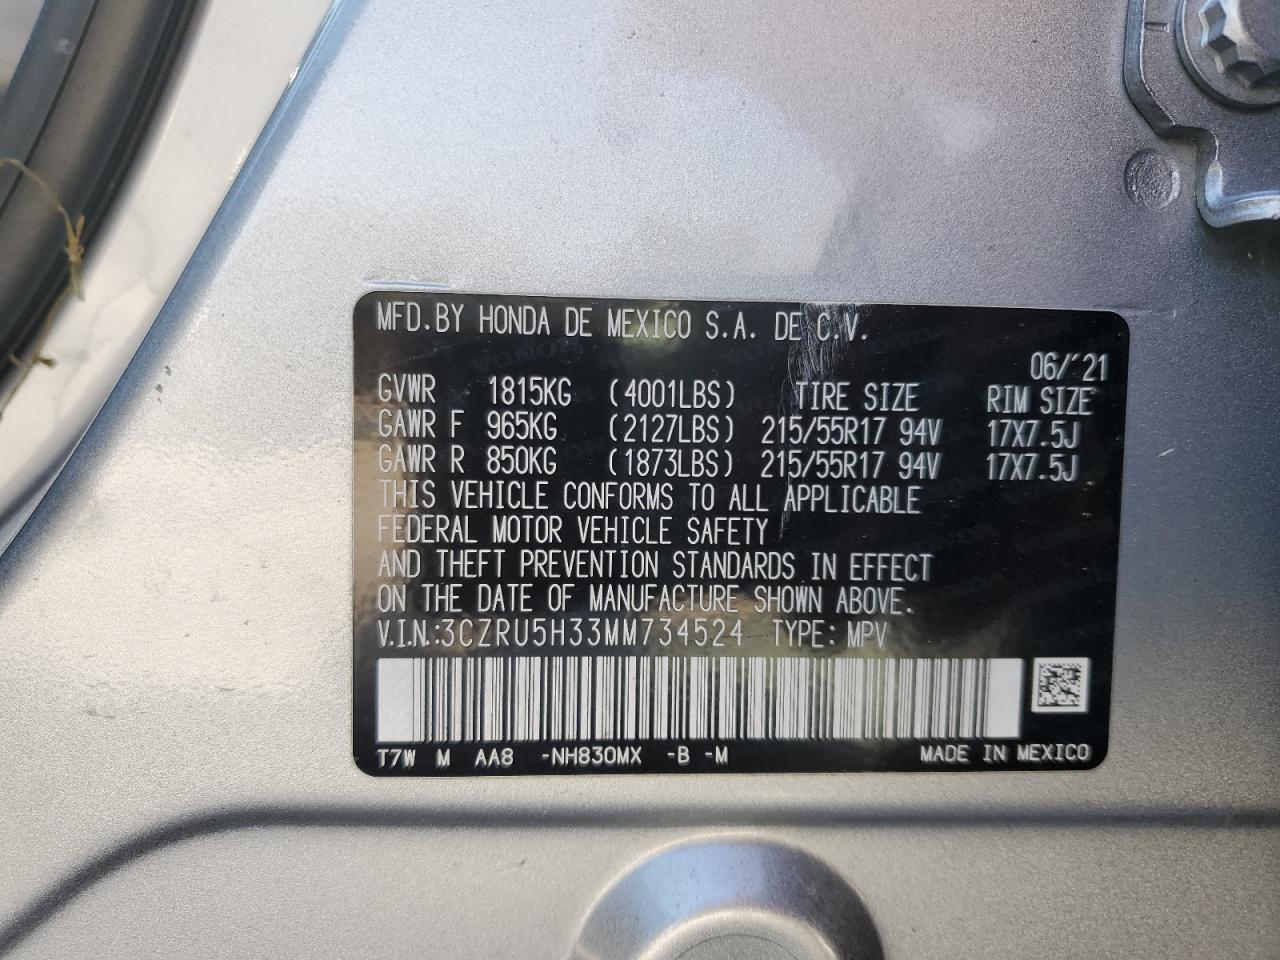 MFD.BY HONDA DE MEXICO S.A. DE C.V.
06/'21
GVWR 1815KG (4001LBS) TIRE SIZE RIM SIZE
GAWR F 965KG (2127LBS) 215/55R17 94V 17X7.5J
GAWR R 850KG (1873LBS) 215/55R17 94V 17X7.5J
THIS VEHICLE CONFORMS TO ALL APPLICABLE
FEDERAL MOTOR VEHICLE SAFETY
AND THEFT PREVENTION STANDARDS IN EFFECT
ON THE DATE OF MANUFACTURE SHOWN ABOVE.
V.I.N.:3CZRU5H33MM734524 TYPE: MPV
T7W M AA8 -NH830MX -B -M MADE IN MEXICO